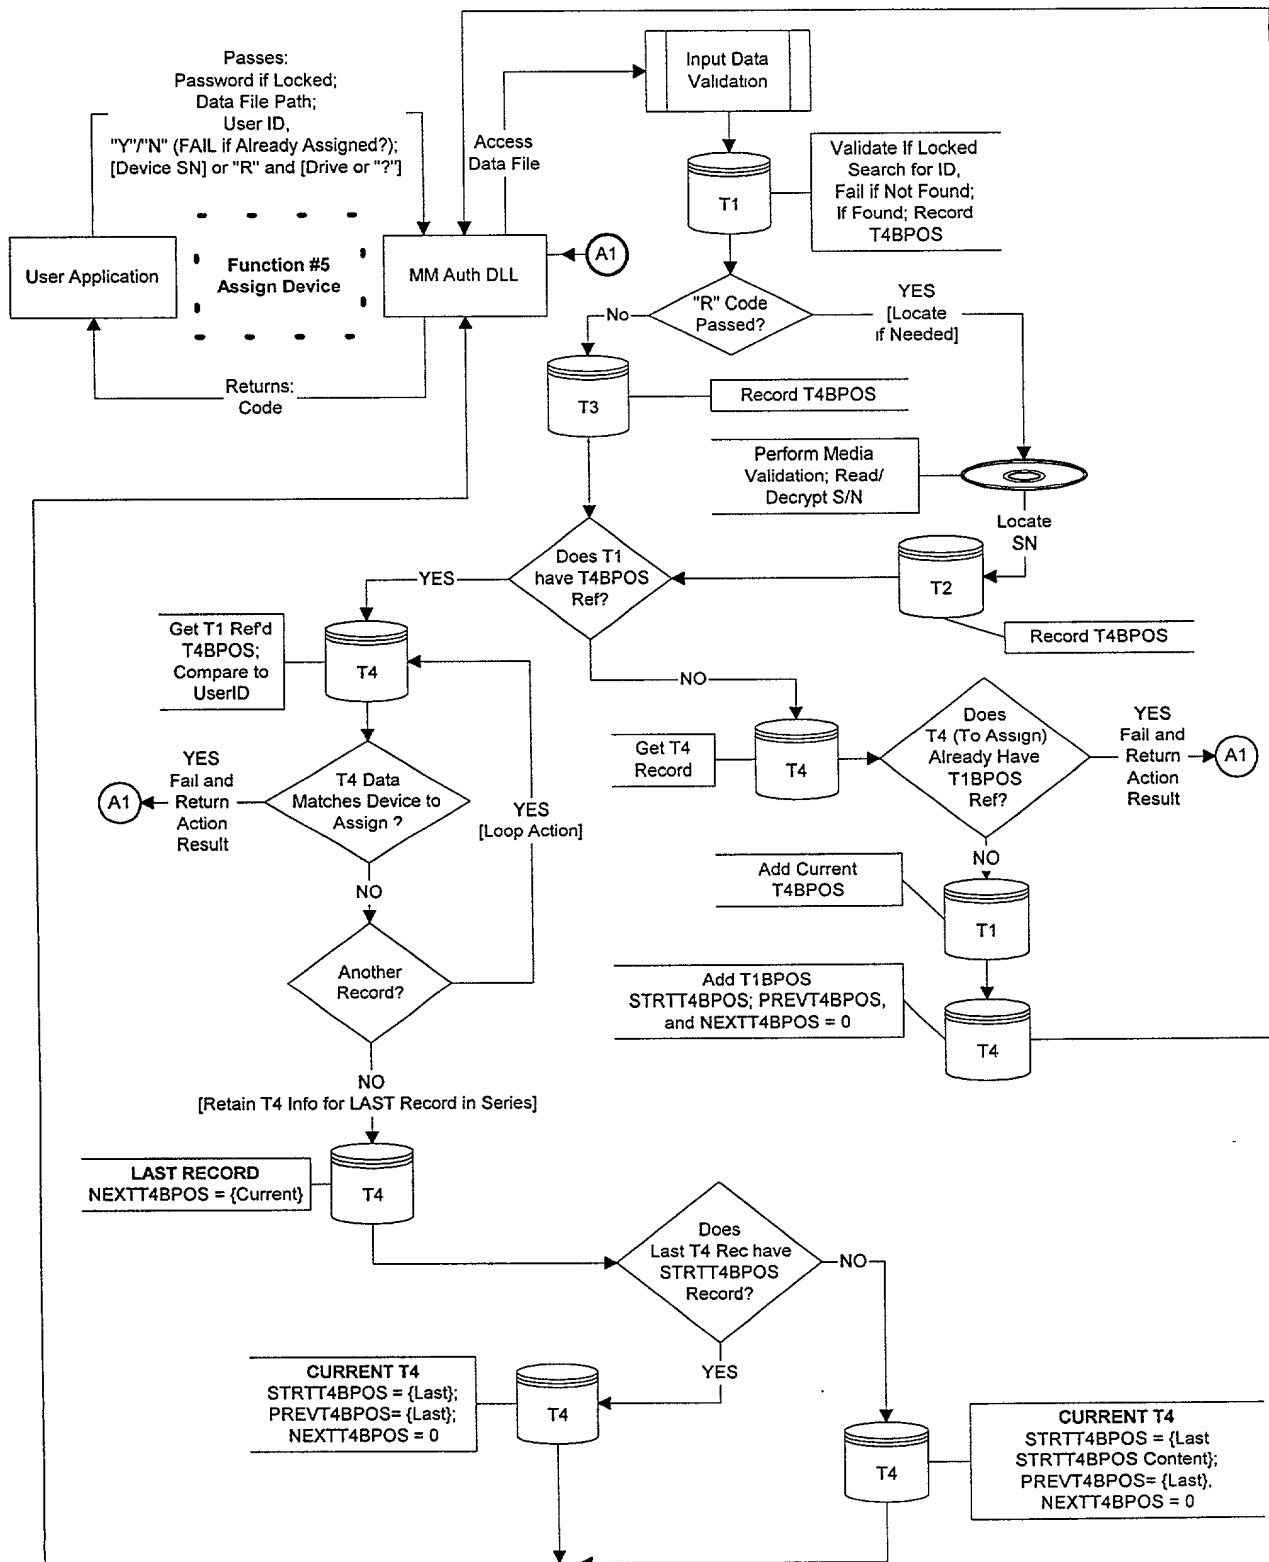 Passes:
Password if Locked;
Data File Path;
User ID,
"Y"/"N" (FAIL if Already Assigned?);
[Device SN] or "R" and [Drive or "?"]
Access
Data File
Input Data
Validation
T1
Validate If Locked
Search for ID,
Fail if Not Found;
If Found; Record
T4BPOS
User Application
Function #5
Assign Device
MM Auth DLL
A1
Returns:
Code
"R" Code
Passed?
No
YES
[Locate
if Needed]
T3
Record T4BPOS
Perform Media
Validation; Read/
Decrypt S/N
Locate
SN
T2
Record T4BPOS
Does T1
have T4BPOS
Ref?
YES
NO
Get T1 Ref'd
T4BPOS;
Compare to
UserID
T4
T4 Data
Matches Device to
Assign ?
YES
Fail and
Return
Action
Result
A1
YES
[Loop Action]
NO
Another
Record?
NO
[Retain T4 Info for LAST Record in Series]
Get T4
Record
T4
Does
T4 (To Assign)
Already Have
T1BPOS
Ref?
YES
Fail and
Return
Action
Result
A1
NO
Add Current
T4BPOS
T1
Add T1BPOS
STRTT4BPOS; PREVT4BPOS,
and NEXTT4BPOS = 0
T4
LAST RECORD
NEXTT4BPOS = {Current}
T4
Does
Last T4 Rec have
STRTT4BPOS
Record?
NO
YES
CURRENT T4
STRTT4BPOS = {Last};
PREVT4BPOS= {Last};
NEXTT4BPOS = 0
T4
T4
CURRENT T4
STRTT4BPOS = {Last
STRTT4BPOS Content};
PREVT4BPOS= {Last},
NEXTT4BPOS = 0